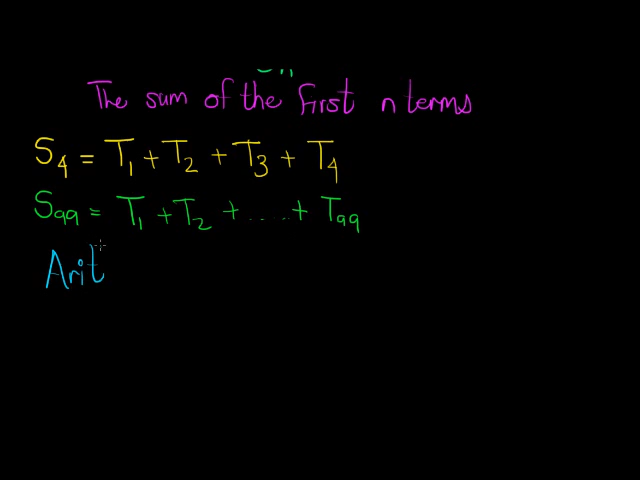 The sum of the first n terms
S₄ = T₁ + T₂ + T₃ + T₄
S₉₉ = T₁ + T₂ + ..... + T₉₉
Arit